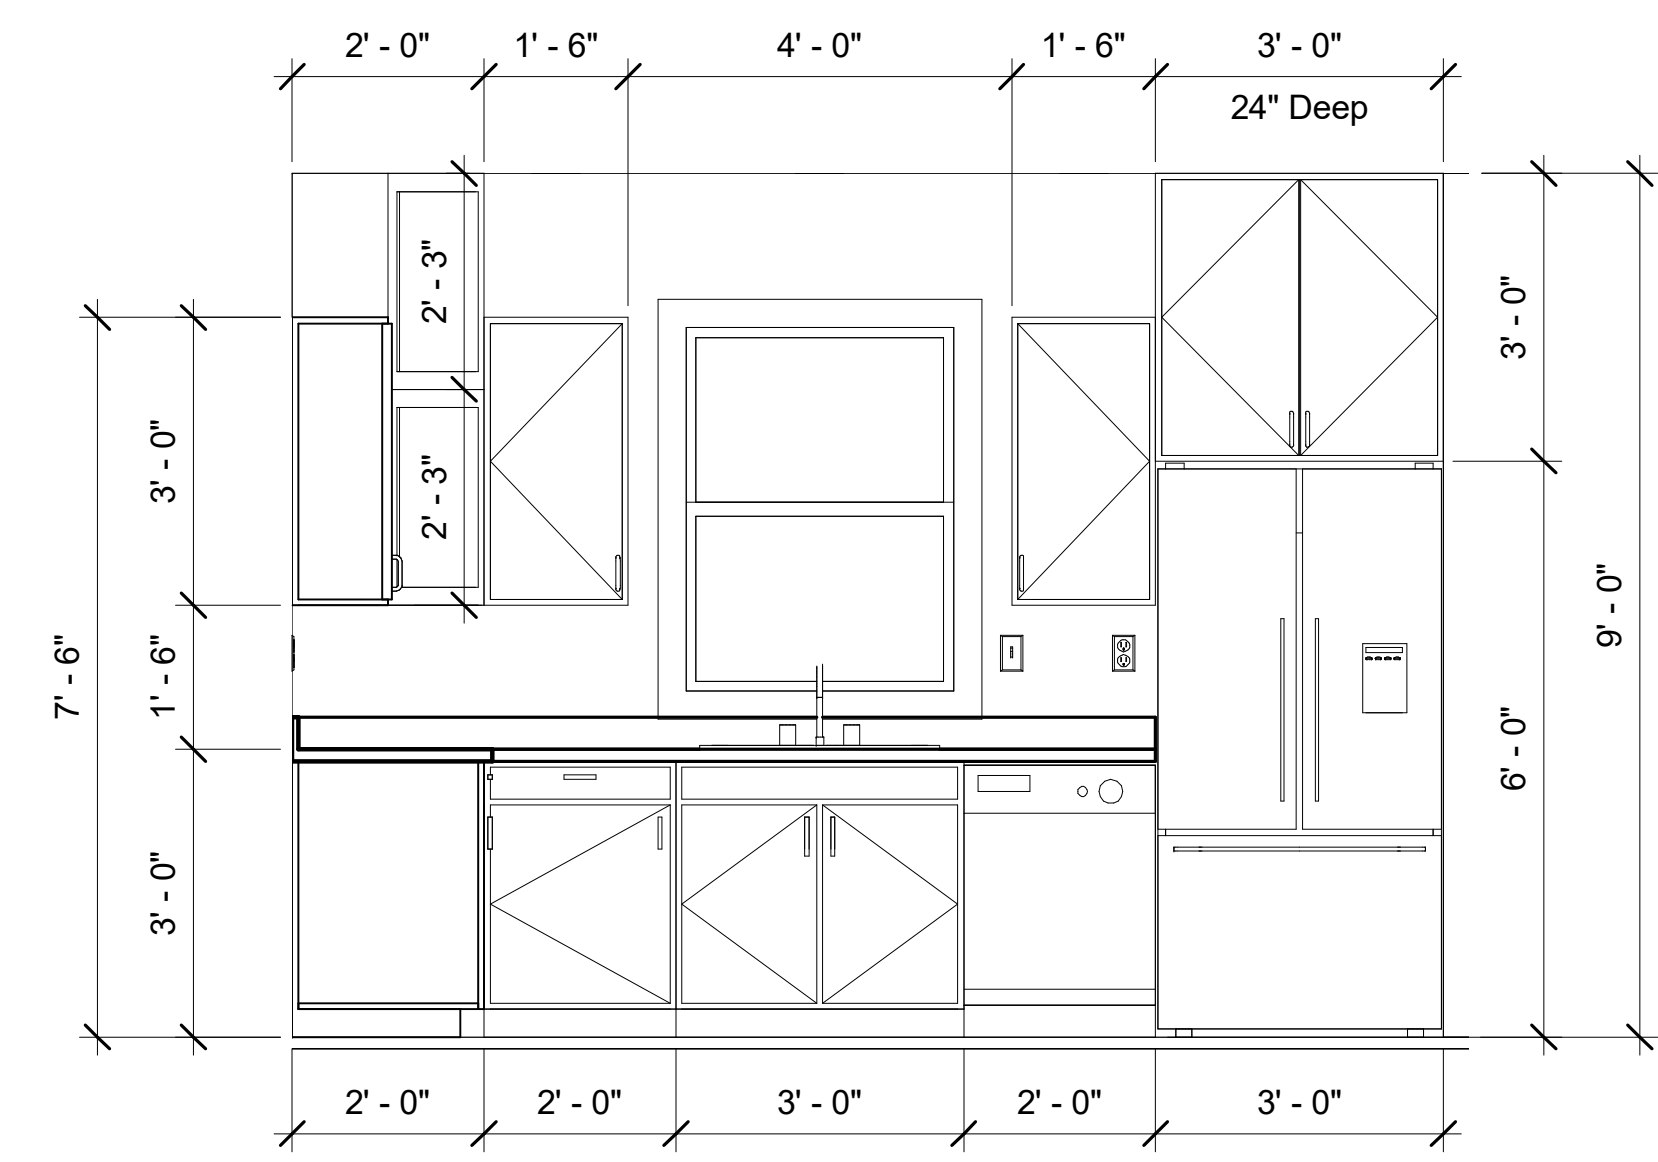 2' - 0" 1' - 6" 4' - 0" 1' - 6" 3' - 0"
24" Deep
2' - 3"
2' - 3"
3' - 0"
1' - 6"
3' - 0"
7' - 6"
3' - 0"
6' - 0"
9' - 0"
2' - 0" 2' - 0" 3' - 0" 2' - 0" 3' - 0"